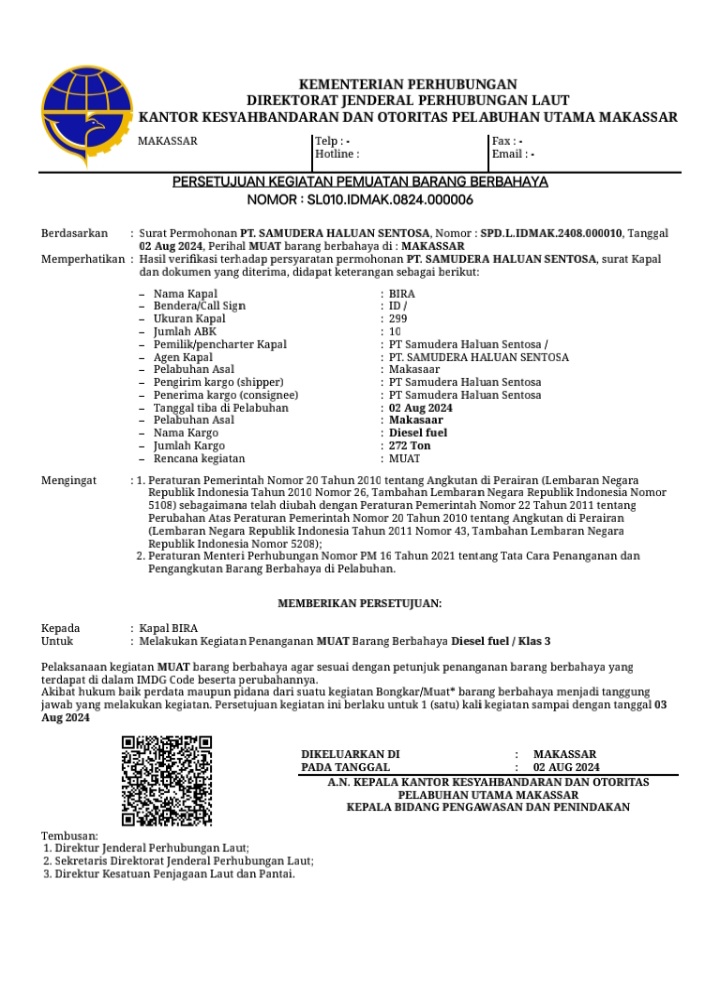 KEMENTERIAN PERHUBUNGAN
DIREKTORAT JENDERAL PERHUBUNGAN LAUT
KANTOR KESYAHBANDARAN DAN OTORITAS PELABUHAN UTAMA MAKASSAR
MAKASSAR Telp : - Fax : -
Hotline : Email : -
PERSETUJUAN KEGIATAN PEMUATAN BARANG BERBAHAYA
NOMOR : SL010.IDMAK.0824.000006
Berdasarkan : Surat Permohonan PT. SAMUDERA HALUAN SENTOSA, Nomor : SPD.L.IDMAK.2408.000010, Tanggal
02 Aug 2024, Perihal MUAT barang berbahaya di : MAKASSAR
Memperhatikan : Hasil verifikasi terhadap persyaratan permohonan PT. SAMUDERA HALUAN SENTOSA, surat Kapal
dan dokumen yang diterima, didapat keterangan sebagai berikut:
– Nama Kapal : BIRA
– Bendera/Call Sign : ID /
– Ukuran Kapal : 299
– Jumlah ABK : 10
– Pemilik/pencharter Kapal : PT Samudera Haluan Sentosa /
– Agen Kapal : PT. SAMUDERA HALUAN SENTOSA
– Pelabuhan Asal : Makasaar
– Pengirim kargo (shipper) : PT Samudera Haluan Sentosa
– Penerima kargo (consignee) : PT Samudera Haluan Sentosa
– Tanggal tiba di Pelabuhan : 02 Aug 2024
– Pelabuhan Asal : Makasaar
– Nama Kargo : Diesel fuel
– Jumlah Kargo : 272 Ton
– Rencana kegiatan : MUAT
Mengingat : 1. Peraturan Pemerintah Nomor 20 Tahun 2010 tentang Angkutan di Perairan (Lembaran Negara
Republik Indonesia Tahun 2010 Nomor 26, Tambahan Lembaran Negara Republik Indonesia Nomor
5108) sebagaimana telah diubah dengan Peraturan Pemerintah Nomor 22 Tahun 2011 tentang
Perubahan Atas Peraturan Pemerintah Nomor 20 Tahun 2010 tentang Angkutan di Perairan
(Lembaran Negara Republik Indonesia Tahun 2011 Nomor 43, Tambahan Lembaran Negara
Republik Indonesia Nomor 5208);
2. Peraturan Menteri Perhubungan Nomor PM 16 Tahun 2021 tentang Tata Cara Penanganan dan
Pengangkutan Barang Berbahaya di Pelabuhan.
MEMBERIKAN PERSETUJUAN:
Kepada : Kapal BIRA
Untuk : Melakukan Kegiatan Penanganan MUAT Barang Berbahaya Diesel fuel / Klas 3
Pelaksanaan kegiatan MUAT barang berbahaya agar sesuai dengan petunjuk penanganan barang berbahaya yang
terdapat di dalam IMDG Code beserta perubahannya.
Akibat hukum baik perdata maupun pidana dari suatu kegiatan Bongkar/Muat* barang berbahaya menjadi tanggung
jawab yang melakukan kegiatan. Persetujuan kegiatan ini berlaku untuk 1 (satu) kali kegiatan sampai dengan tanggal 03
Aug 2024
DIKELUARKAN DI : MAKASSAR
PADA TANGGAL : 02 AUG 2024
A.N. KEPALA KANTOR KESYAHBANDARAN DAN OTORITAS
PELABUHAN UTAMA MAKASSAR
KEPALA BIDANG PENGAWASAN DAN PENINDAKAN
Tembusan:
1. Direktur Jenderal Perhubungan Laut;
2. Sekretaris Direktorat Jenderal Perhubungan Laut;
3. Direktur Kesatuan Penjagaan Laut dan Pantai.